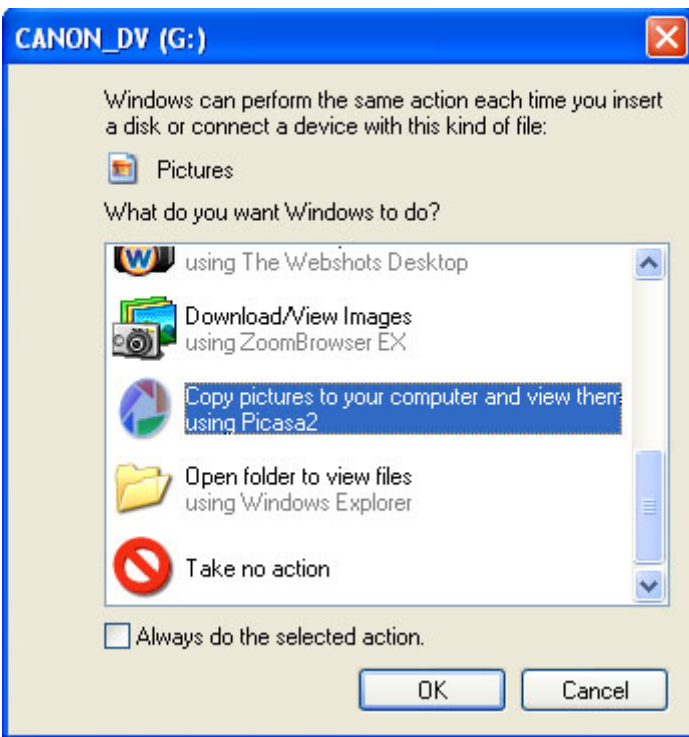 CANON_DV (G:)
Windows can perform the same action each time you insert
a disk or connect a device with this kind of file:
Pictures
What do you want Windows to do?
W
using The Webshots Desktop
Download/View Images
using ZoomBrowser EX
Copy pictures to your computer and view them
using Picasa2
Open folder to view files
using Windows Explorer
Take no action
Always do the selected action.
OK
Cancel